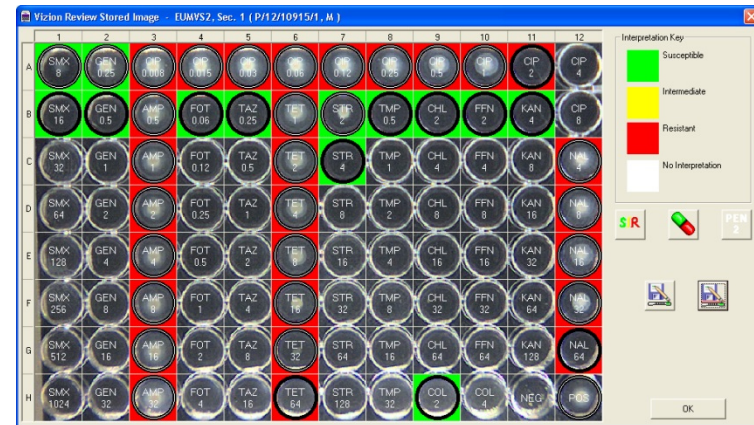 Vizion Review Stored Image - EUMVS2, Sec. 1 ( P/12/10915/1, M )
1 2 3 4 5 6 7 8 9 10 11 12
A
SMX GEN CIP CIP CIP CIP CIP CIP CIP CIP CIP CIP
8 0.25 0.008 0.015 0.03 0.06 0.12 0.25 0.5 1 2 4
B
SMX GEN AMP FOT TAZ TET STR TMP CHL FFN KAN CIP
16 0.5 0.5 0.06 0.25 1 2 0.5 2 2 4 8
C
SMX GEN AMP FOT TAZ TET STR TMP CHL FFN KAN NAL
32 1 1 0.12 0.5 2 4 1 4 4 8 4
D
SMX GEN AMP FOT TAZ TET STR TMP CHL FFN KAN NAL
64 2 2 0.25 1 4 8 2 8 8 16 8
E
SMX GEN AMP FOT TAZ TET STR TMP CHL FFN KAN NAL
128 4 4 0.5 2 8 16 4 16 16 32 16
F
SMX GEN AMP FOT TAZ TET STR TMP CHL FFN KAN NAL
256 8 8 1 4 16 32 8 32 32 64 32
G
SMX GEN AMP FOT TAZ TET STR TMP CHL FFN KAN NAL
512 16 16 2 8 32 64 16 64 64 128 64
H
SMX GEN AMP FOT TAZ TET STR TMP COL COL NEG POS
1024 32 32 4 16 64 128 32 2 4
Interpretation Key
Susceptible
Intermediate
Resistant
No Interpretation
S R
PEN
2
OK